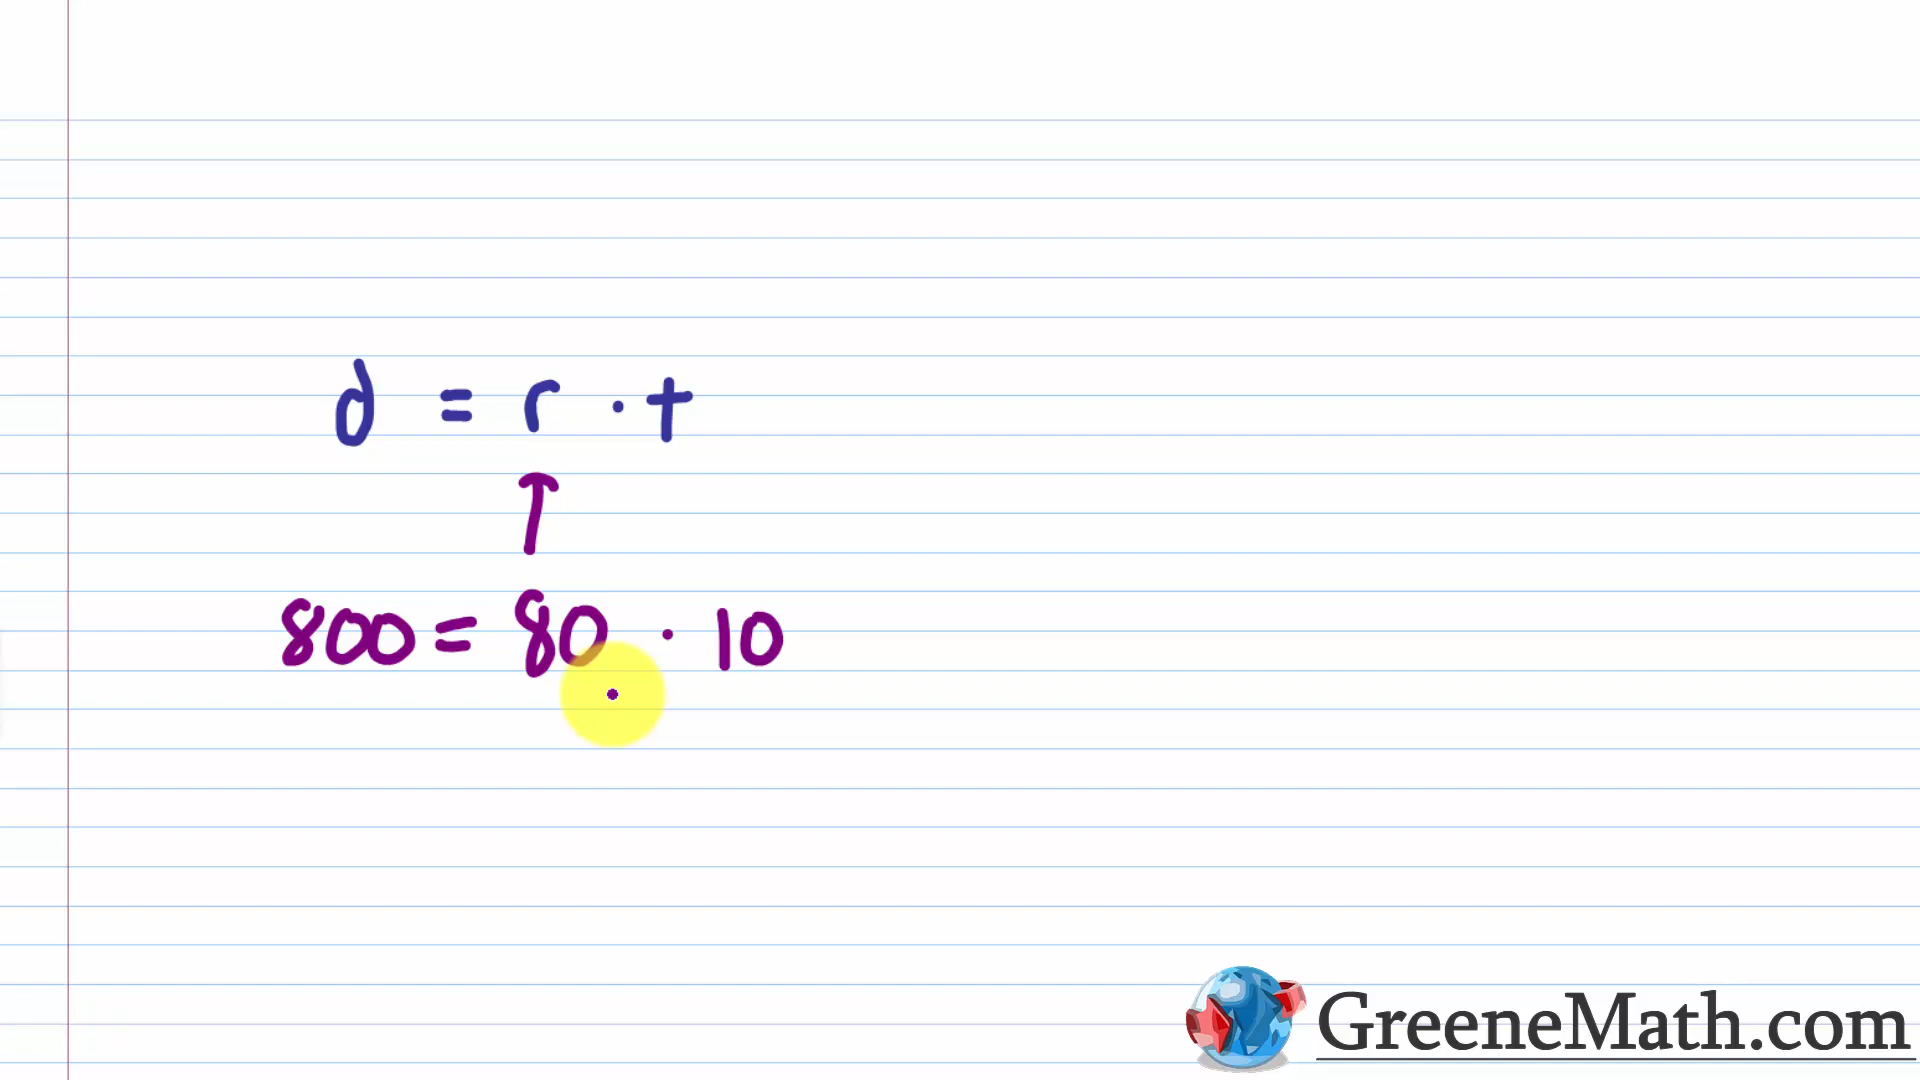 d = r · t
800 = 80 · 10
GreeneMath.com